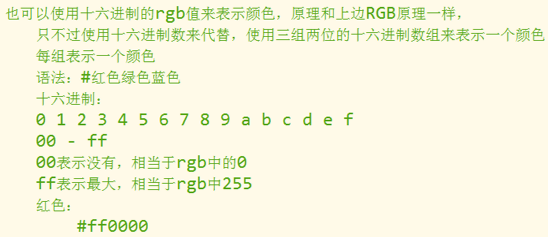 也可以使用十六进制的rgb值来表示颜色，原理和上边RGB原理一样，
只不过使用十六进制数来代替，使用三组两位的十六进制数组来表示一个颜色
每组表示一个颜色
语法：#红色绿色蓝色
十六进制：
0 1 2 3 4 5 6 7 8 9 a b c d e f
00 - ff
00表示没有，相当于rgb中的0
ff表示最大，相当于rgb中255
红色：
#ff0000